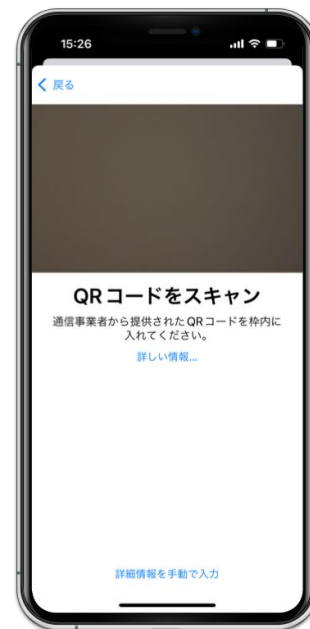 15:26
戻る
QRコードをスキャン
通信事業者から提供されたQRコードを枠内に
入れてください。
詳しい情報...
詳細情報を手動で入力